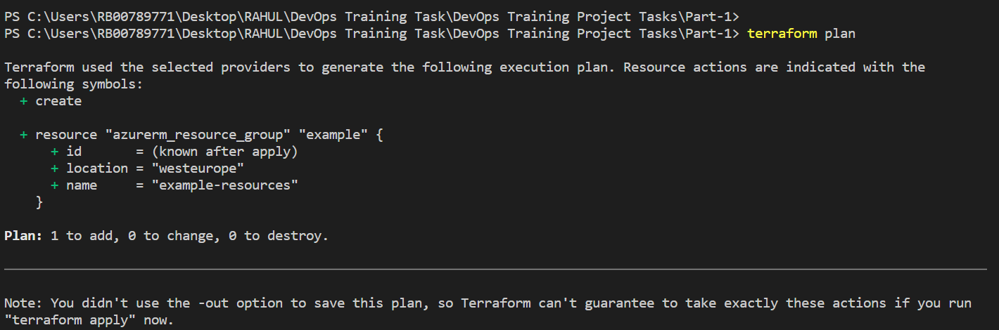 PS C:\Users\RB00789771\Desktop\RAHUL\DevOps Training Task\DevOps Training Project Tasks\Part-1>
PS C:\Users\RB00789771\Desktop\RAHUL\DevOps Training Task\DevOps Training Project Tasks\Part-1> terraform plan
Terraform used the selected providers to generate the following execution plan. Resource actions are indicated with the
following symbols:
  + create
  + resource "azurerm_resource_group" "example" {
      + id       = (known after apply)
      + location = "westeurope"
      + name     = "example-resources"
    }
Plan: 1 to add, 0 to change, 0 to destroy.
Note: You didn't use the -out option to save this plan, so Terraform can't guarantee to take exactly these actions if you run
"terraform apply" now.